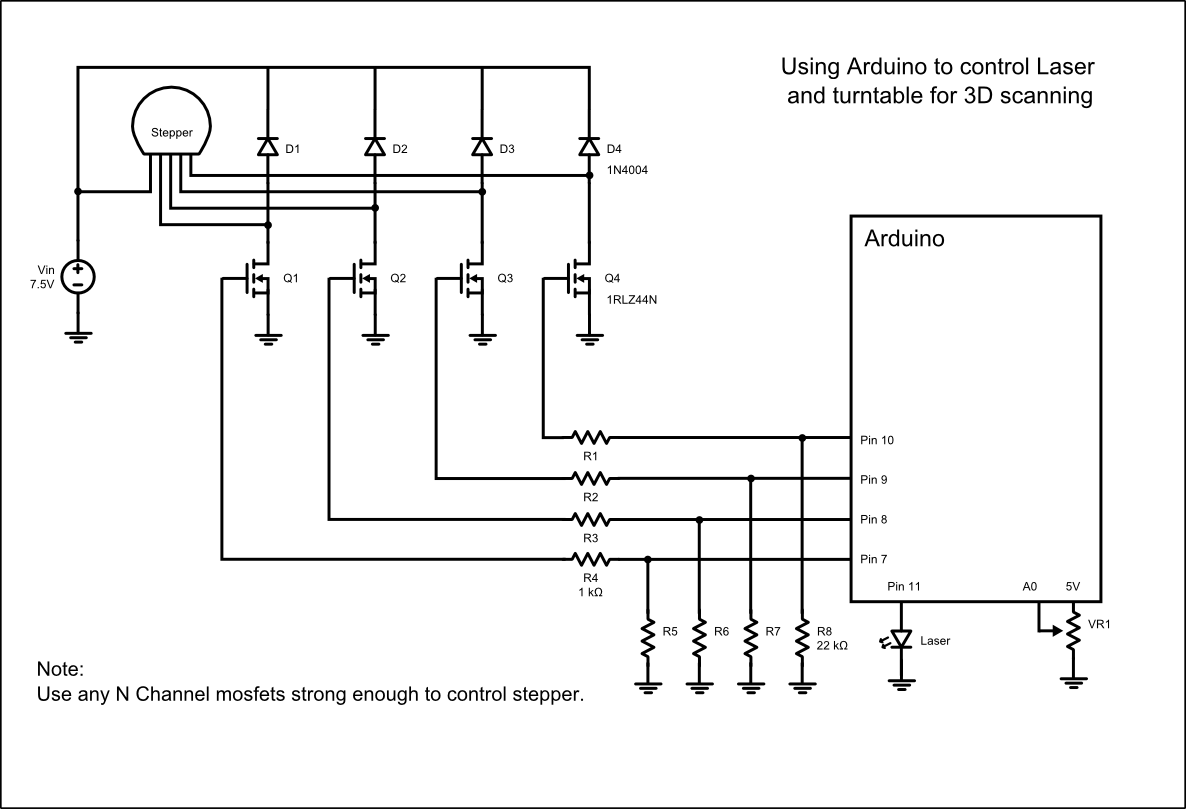 Using Arduino to control Laser
and turntable for 3D scanning
Stepper
D1
D2
D3
D4
1N4004
Vin
7.5V
Q1
Q2
Q3
Q4
1RLZ44N
Arduino
Pin 10
R1
Pin 9
R2
Pin 8
R3
Pin 7
R4
1 kΩ
Pin 11
A0
5V
R5
R6
R7
R8
22 kΩ
Laser
VR1
Note:
Use any N Channel mosfets strong enough to control stepper.